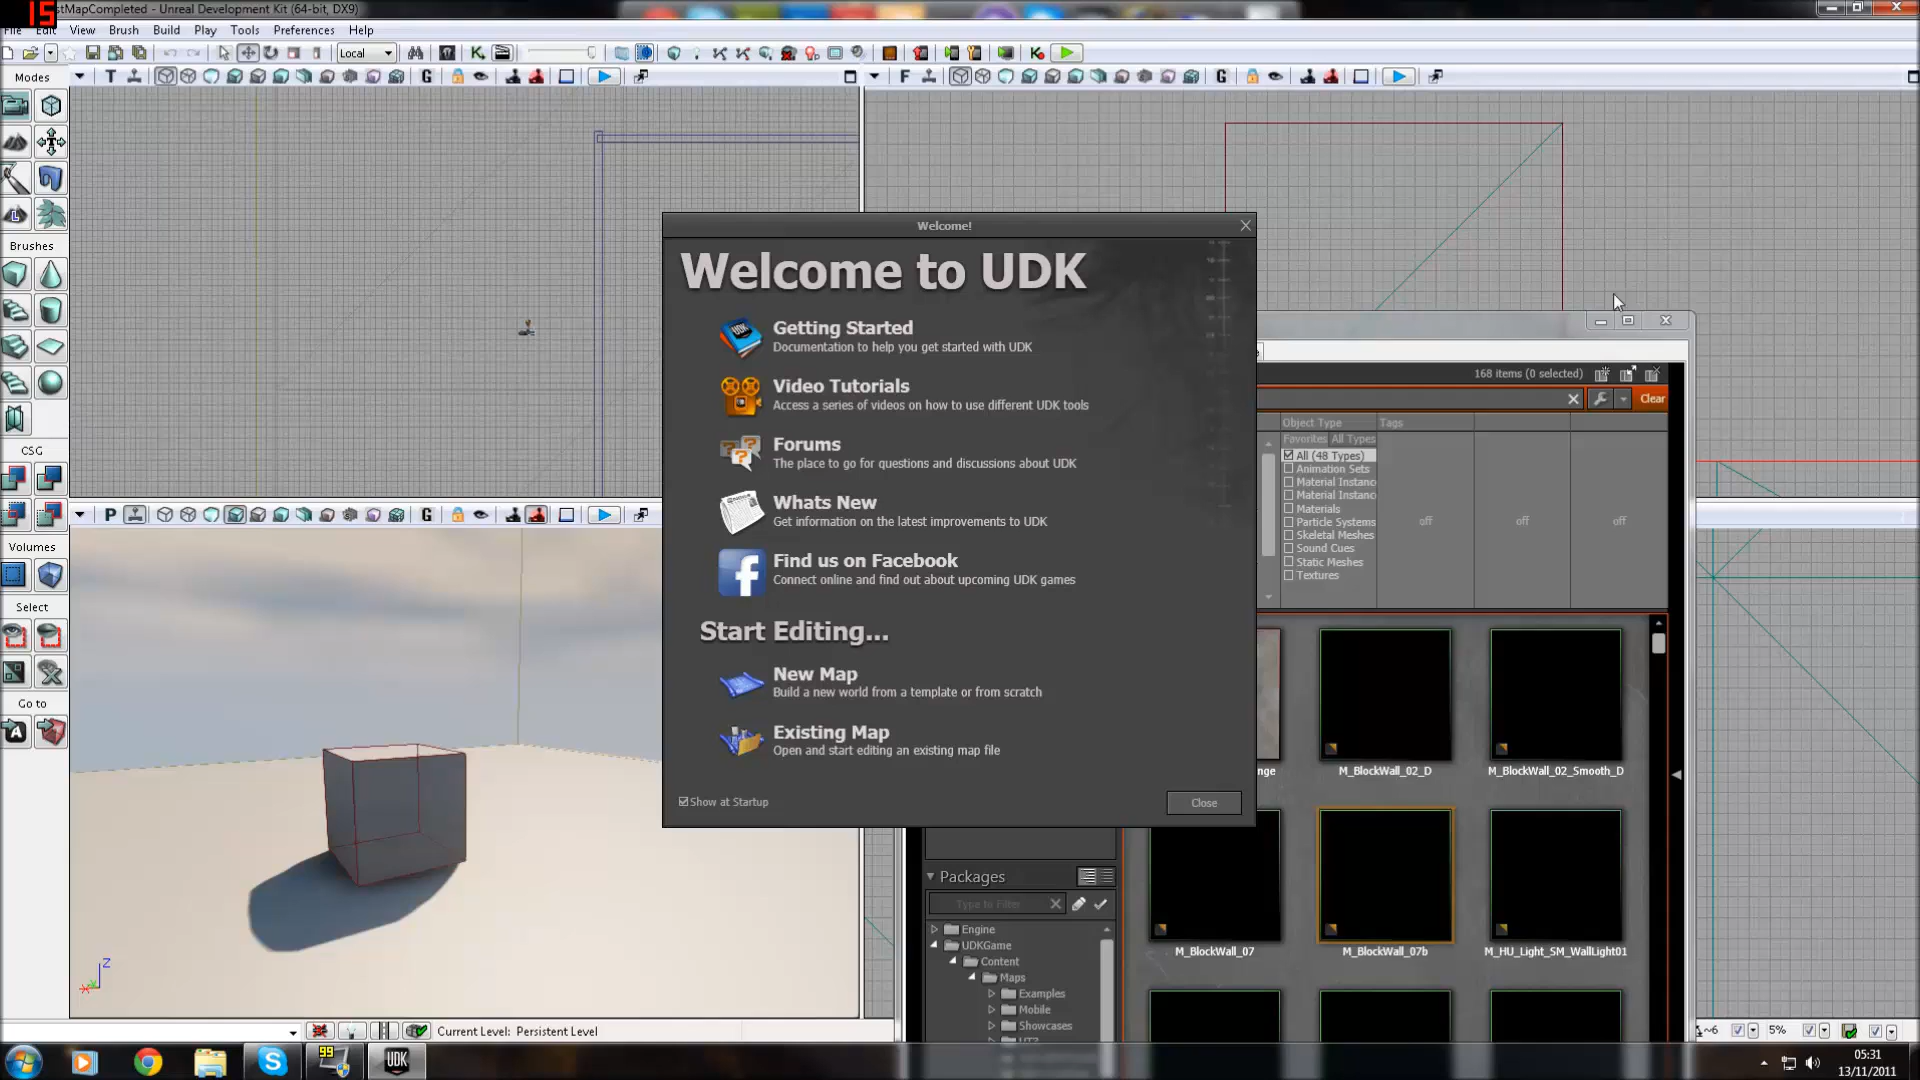 15
stMapCompleted - Unreal Development Kit (64-bit, DX9)
File Edit View Brush Build Play Tools Preferences Help
Local
Modes
T G
F G
Brushes
CSG
P G
Volumes
Select
Go to
Z
X
Welcome!
Welcome to UDK
Getting Started
Documentation to help you get started with UDK
Video Tutorials
Access a series of videos on how to use different UDK tools
Forums
The place to go for questions and discussions about UDK
Whats New
Get information on the latest improvements to UDK
Find us on Facebook
Connect online and find out about upcoming UDK games
Start Editing...
New Map
Build a new world from a template or from scratch
Existing Map
Open and start editing an existing map file
Show at Startup
Close
168 items (0 selected)
Clear
Object Type Tags
Favorites All Types
All (48 Types)
Animation Sets
Material Instanc
Material Instanc
Materials
Particle Systems
Skeletal Meshes
Sound Cues
Static Meshes
Textures
off off off
nge
M_BlockWall_02_D
M_BlockWall_02_Smooth_D
M_BlockWall_07
M_BlockWall_07b
M_HU_Light_SM_WallLight01
Packages
Type to Filter
Engine
UDKGame
Content
Maps
Examples
Mobile
Showcases
Current Level: Persistent Level
5%
99
UDK
05:31
13/11/2011